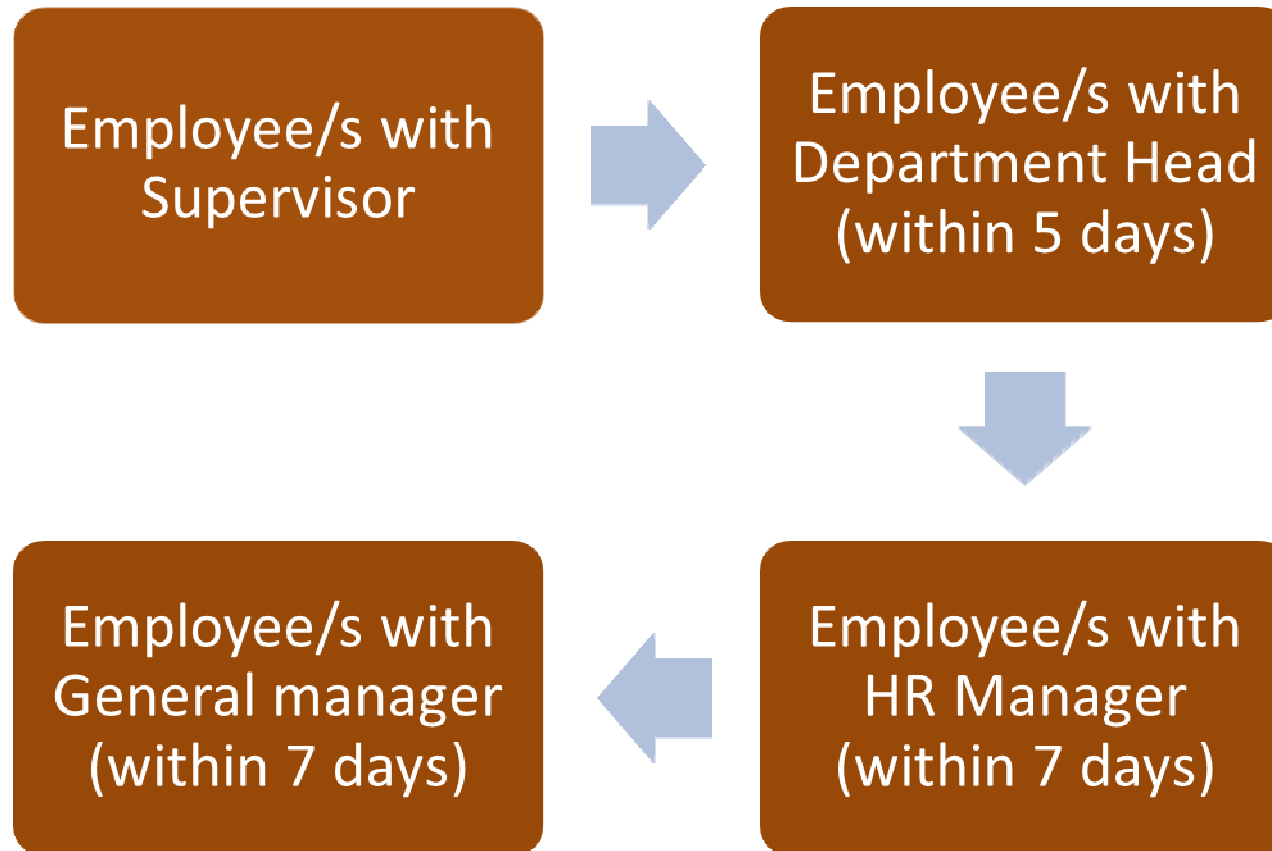 Employee/s with
Supervisor
Employee/s with
Department Head
(within 5 days)
Employee/s with
HR Manager
(within 7 days)
Employee/s with
General manager
(within 7 days)